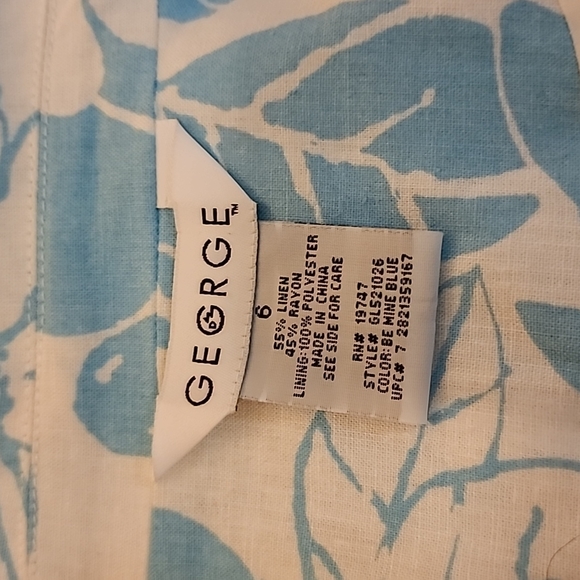 GEORGE™
6
55% LINEN
45% RAYON
LINING:100% POLYESTER
MADE IN CHINA
SEE SIDE FOR CARE
RN# 19747
STYLE# GL521026
COLOR: BE MINE BLUE
UPC# 7 2821359167